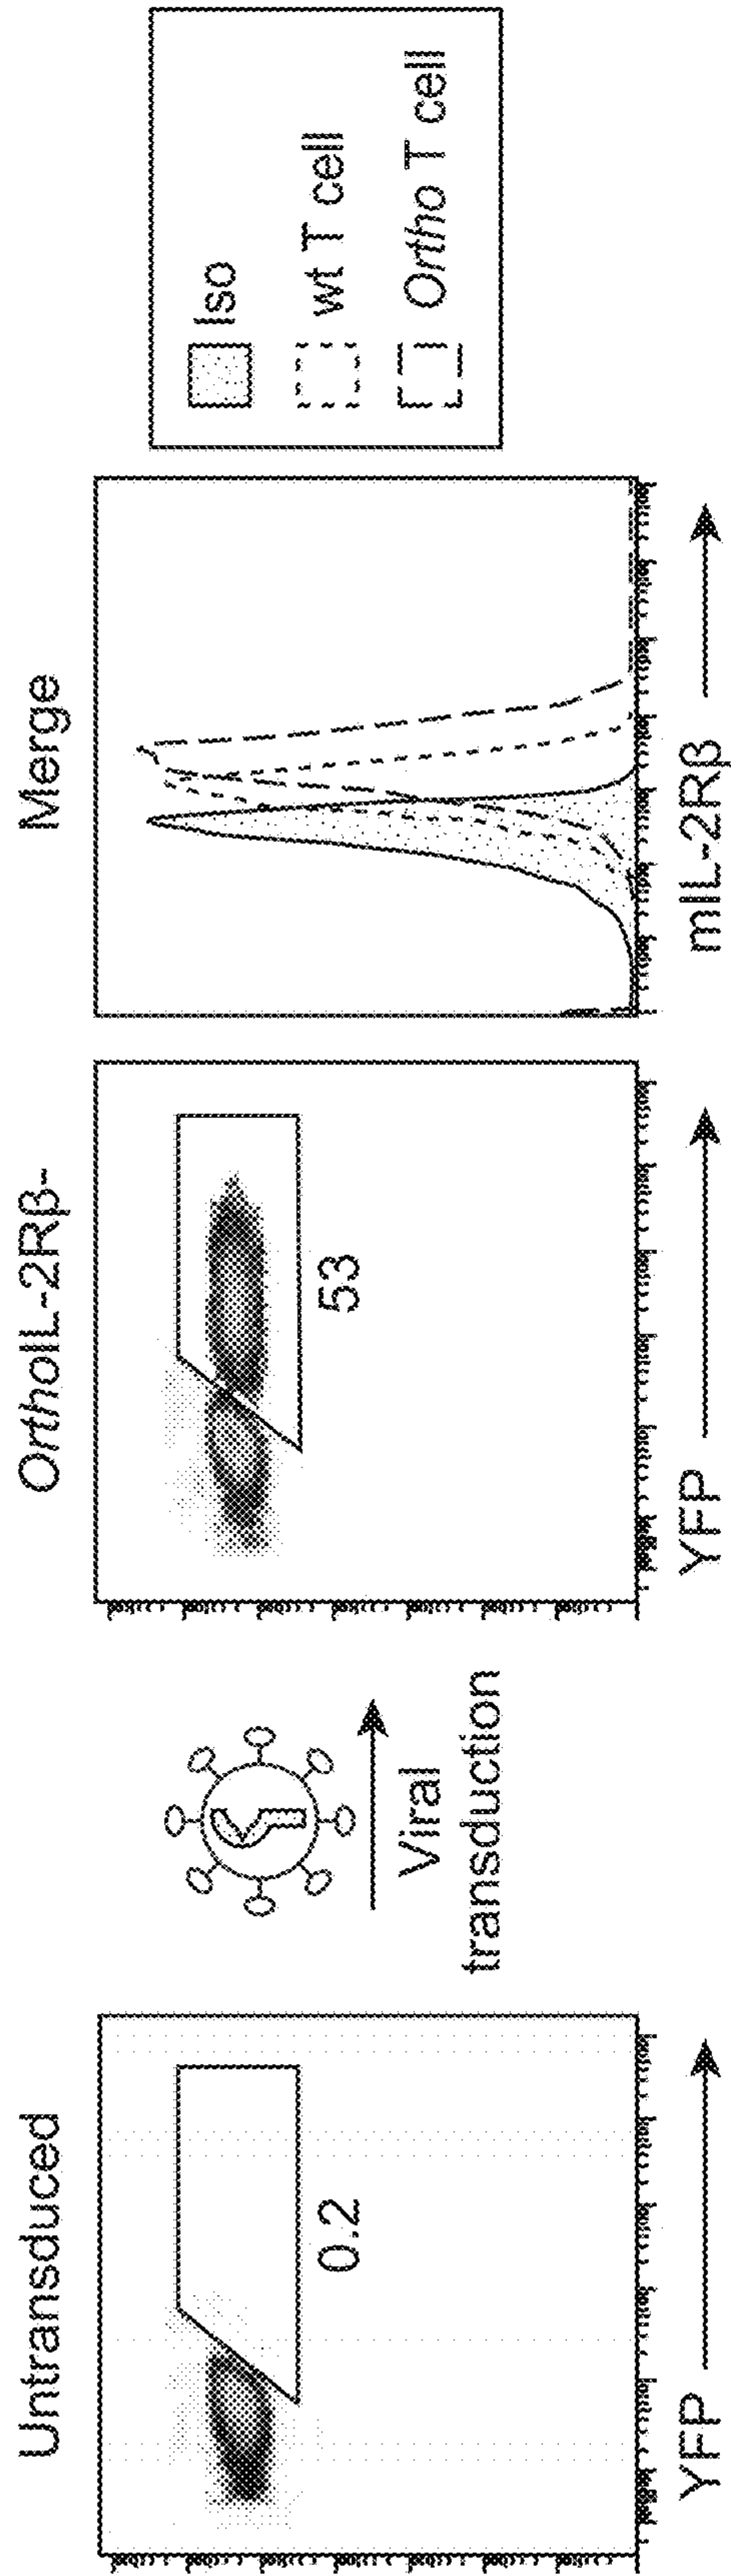 Untransduced
0.2
YFP
Viral
transduction
OrthoIL-2Rβ-
53
YFP
Merge
mIL-2Rβ
Iso
wt T cell
Ortho T cell